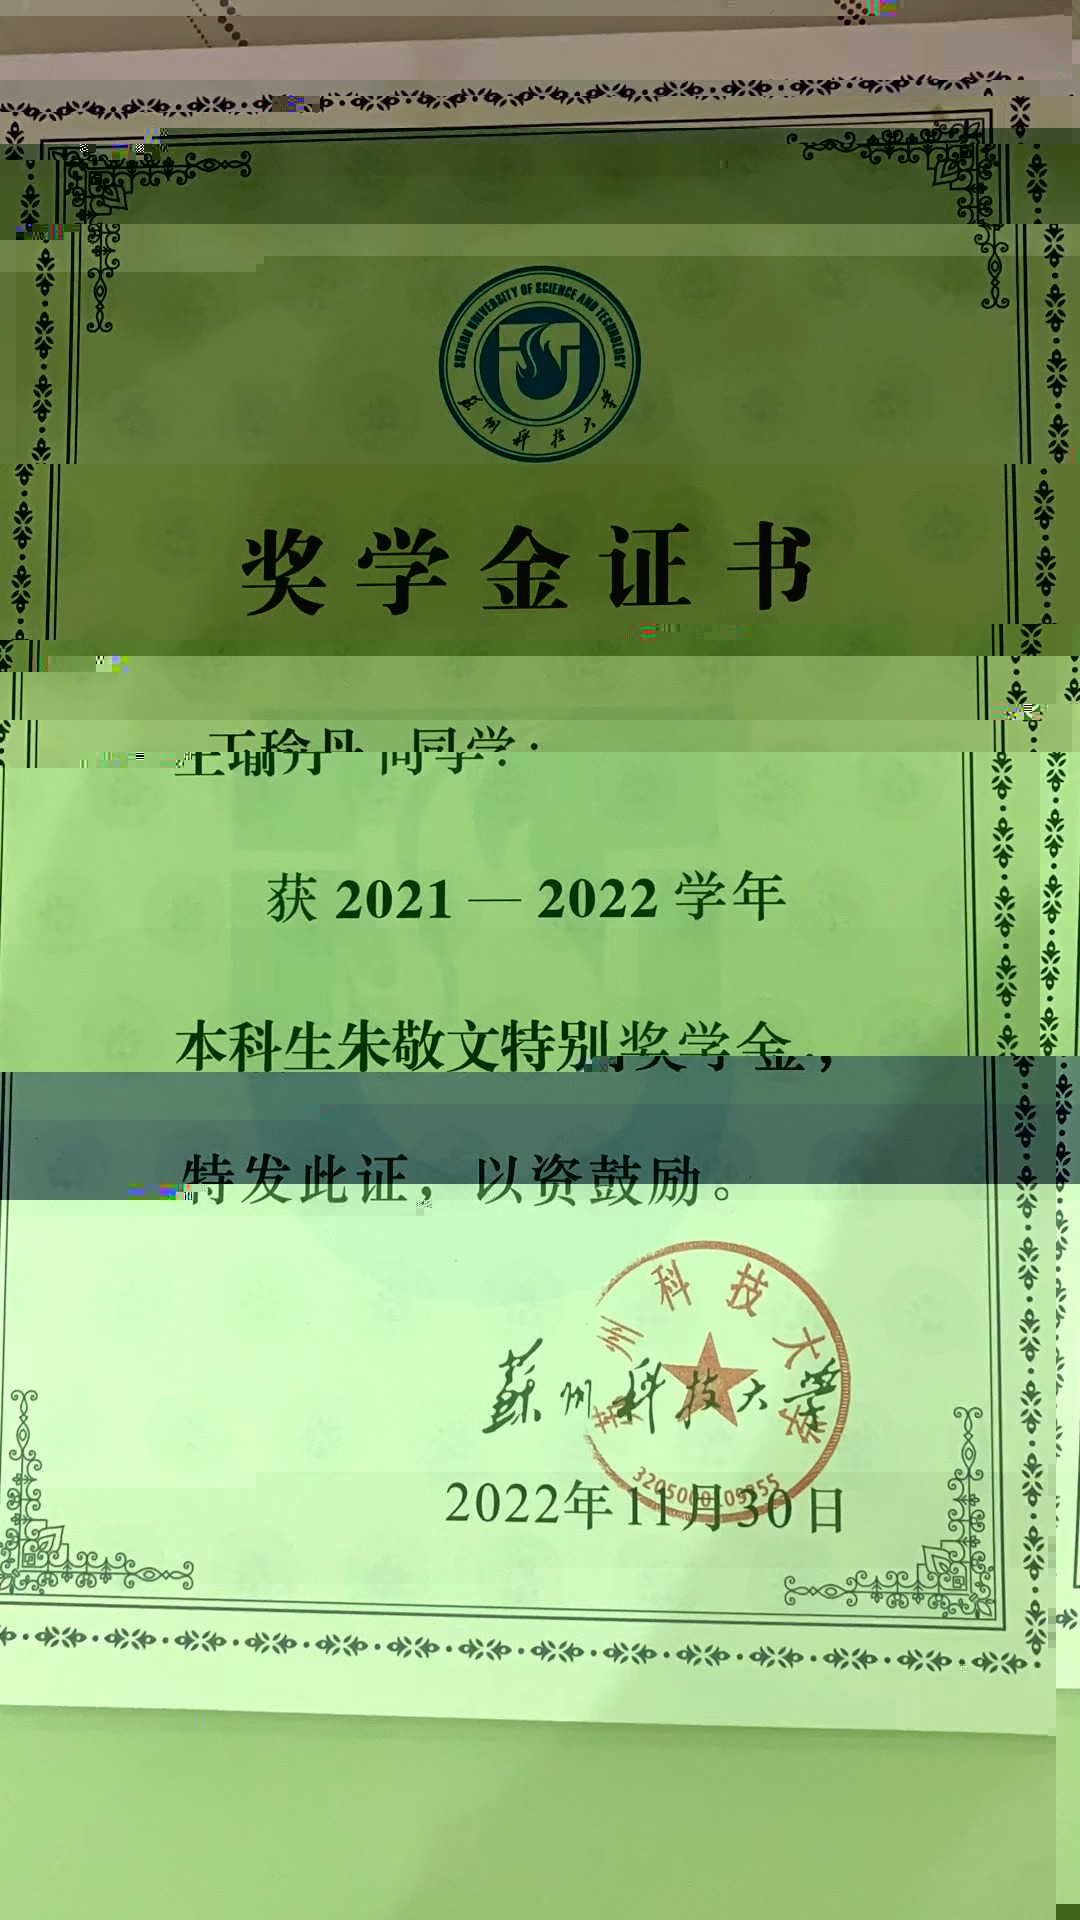 SUZHOU UNIVERSITY OF SCIENCE AND TECHNOLOGY
苏州科技大学
奖学金证书
同学：
获 2021 — 2022 学年
本科生朱敬文特别奖学金，
特发此证，以资鼓励。
州科技大学
蘇州科技大学
2022年11月30日